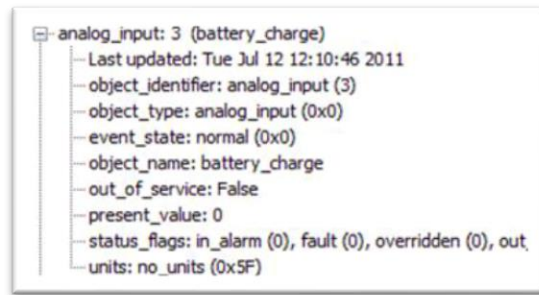 analog_input: 3 (battery_charge)
Last updated: Tue Jul 12 12:10:46 2011
object_identifier: analog_input (3)
object_type: analog_input (0x0)
event_state: normal (0x0)
object_name: battery_charge
out_of_service: False
present_value: 0
status_flags: in_alarm (0), fault (0), overridden (0), out_
units: no_units (0x5F)